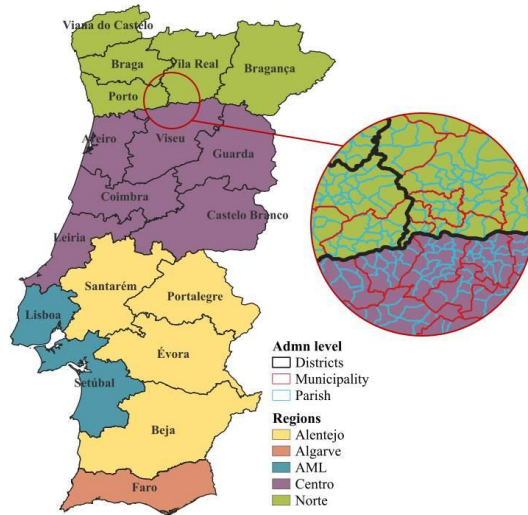 Viana do Castelo
Braga
Vila Real
Bragança
Porto
Aveiro
Viseu
Guarda
Coimbra
Castelo Branco
Leiria
Santarém
Portalegre
Lisboa
Évora
Setúbal
Beja
Faro
Admn level
Districts
Municipality
Parish
Regions
Alentejo
Algarve
AML
Centro
Norte